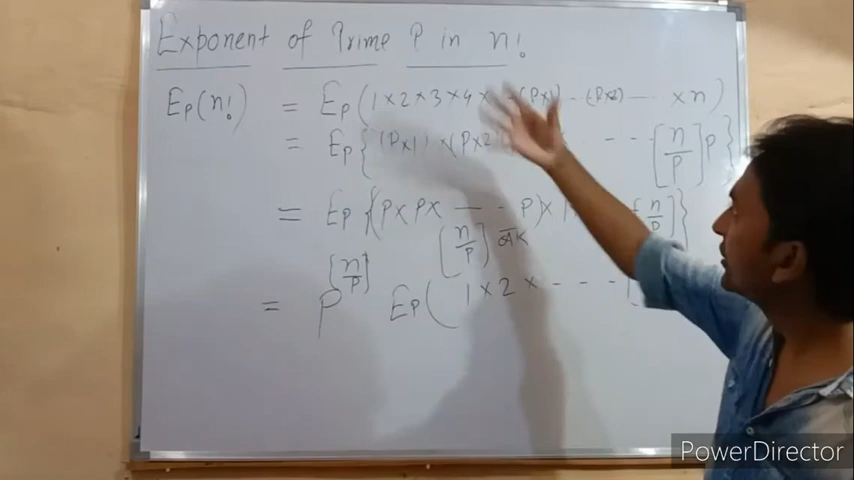 Exponent of Prime P in n!
Ep(n!) = Ep(1×2×3×4× (P×1) -- (P×2) --- ×n)
= Ep{(P×1)×(P×2) --- [n/P]P}
= Ep{(P×P× --- P)× [n/P]}
[n/P]
= P^[n/P] Ep(1×2× ----
PowerDirector